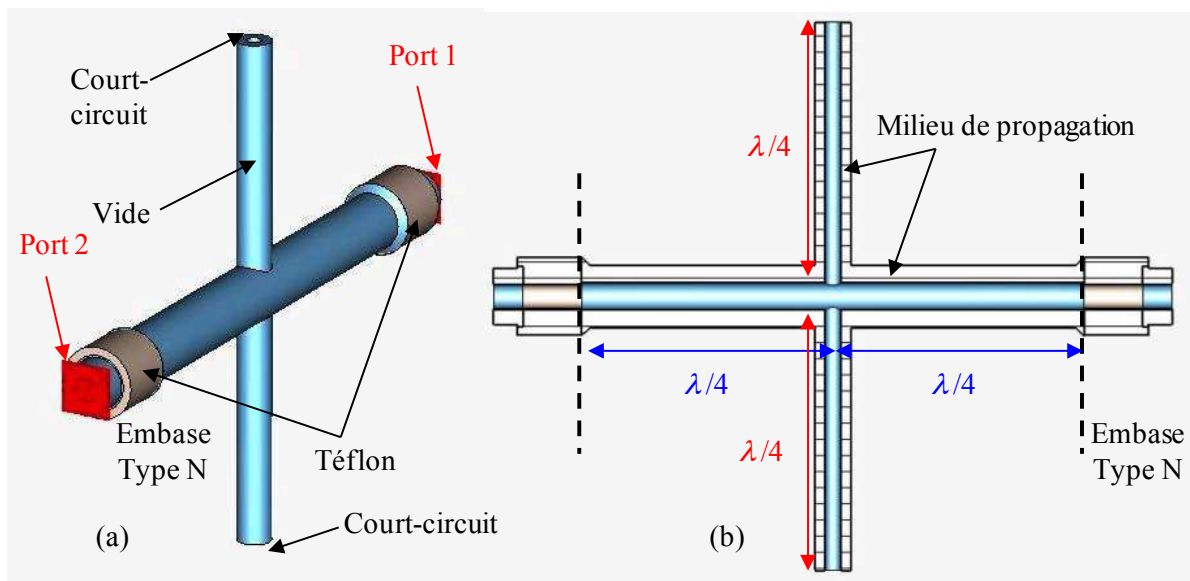 Court-
circuit
Port 1
Vide
Port 2
Embase
Type N
Téflon
(a)
Court-circuit
Milieu de propagation
λ/4
λ/4
λ/4
λ/4
Embase
Type N
(b)